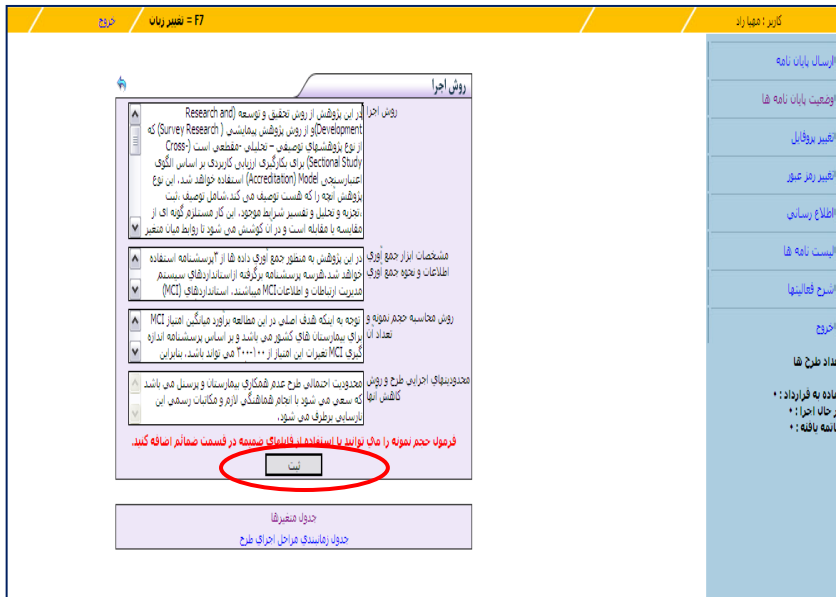 کاربر : مهیا راد
F7 = تغییر زبان
خروج
ارسال پایان نامه
وضعیت پایان نامه ها
تغییر پروفایل
تغییر رمز عبور
اطلاع رسانی
لیست نامه ها
شرح فعالیتها
خروج
داد طرح ها
اده به قرارداد : ۰
ر حال اجرا : ۰
اتمه یافته : ۰
روش اجرا
روش اجرا
در این پژوهش از روش تحقیق و توسعه (Research and
Development)و از روش پژوهش پیمایشی ( Survey Research) که
از نوع پژوهشهای توصیفی – تحلیلی -مقطعی است (Cross-
Sectional Study) برای بکارگیری ارزیابی کاربردی بر اساس الگوی
اعتبارسنجی Model (Accreditation) استفاده خواهد شد. این نوع
پژوهش آنچه را که هست توصیف می کند،شامل توصیف ،ثبت
،تجزیه و تحلیل و تفسیر شرایط موجود. این کار مستلزم گونه ای از
مقایسه یا مقابله است و در آن کوشش می شود تا روابط میان متغیر
مشخصات ابزار جمع آوری
اطلاعات و نحوه جمع آوری
در این پژوهش به منظور جمع آوری داده ها از ۳پرسشنامه استفاده
خواهد شد،هرسه پرسشنامه برگرفته ازاستانداردهای سیستم
مدیریت ارتباطات و اطلاعاتMCI میباشند. استانداردهای (MCI)
روش محاسبه حجم نمونه و
تعداد آن
توجه به اینکه هدف اصلی در این مطالعه برآورد میانگین امتیاز MCI
برای بیمارستان های کشور می باشد و بر اساس پرسشنامه اندازه
گیری MCI تغیرات این امتیاز از ۱۰۰-۳۰۰ می تواند باشد، بنابراین
محدودیتهای اجرایی طرح و روش
کاهش آنها
محدودیت احتمالی طرح عدم همکاری بیمارستان و پرسنل می باشد
که سعی می شود با انجام هماهنگی لازم و مکاتبات رسمی این
نارسایی برطرف می شود.
فرمول حجم نمونه را می توانید با استفاده از فایلهای ضمیمه در قسمت ضمائم اضافه کنید.
ثبت
جدول متغیرها
جدول زمانبندی مراحل اجرای طرح